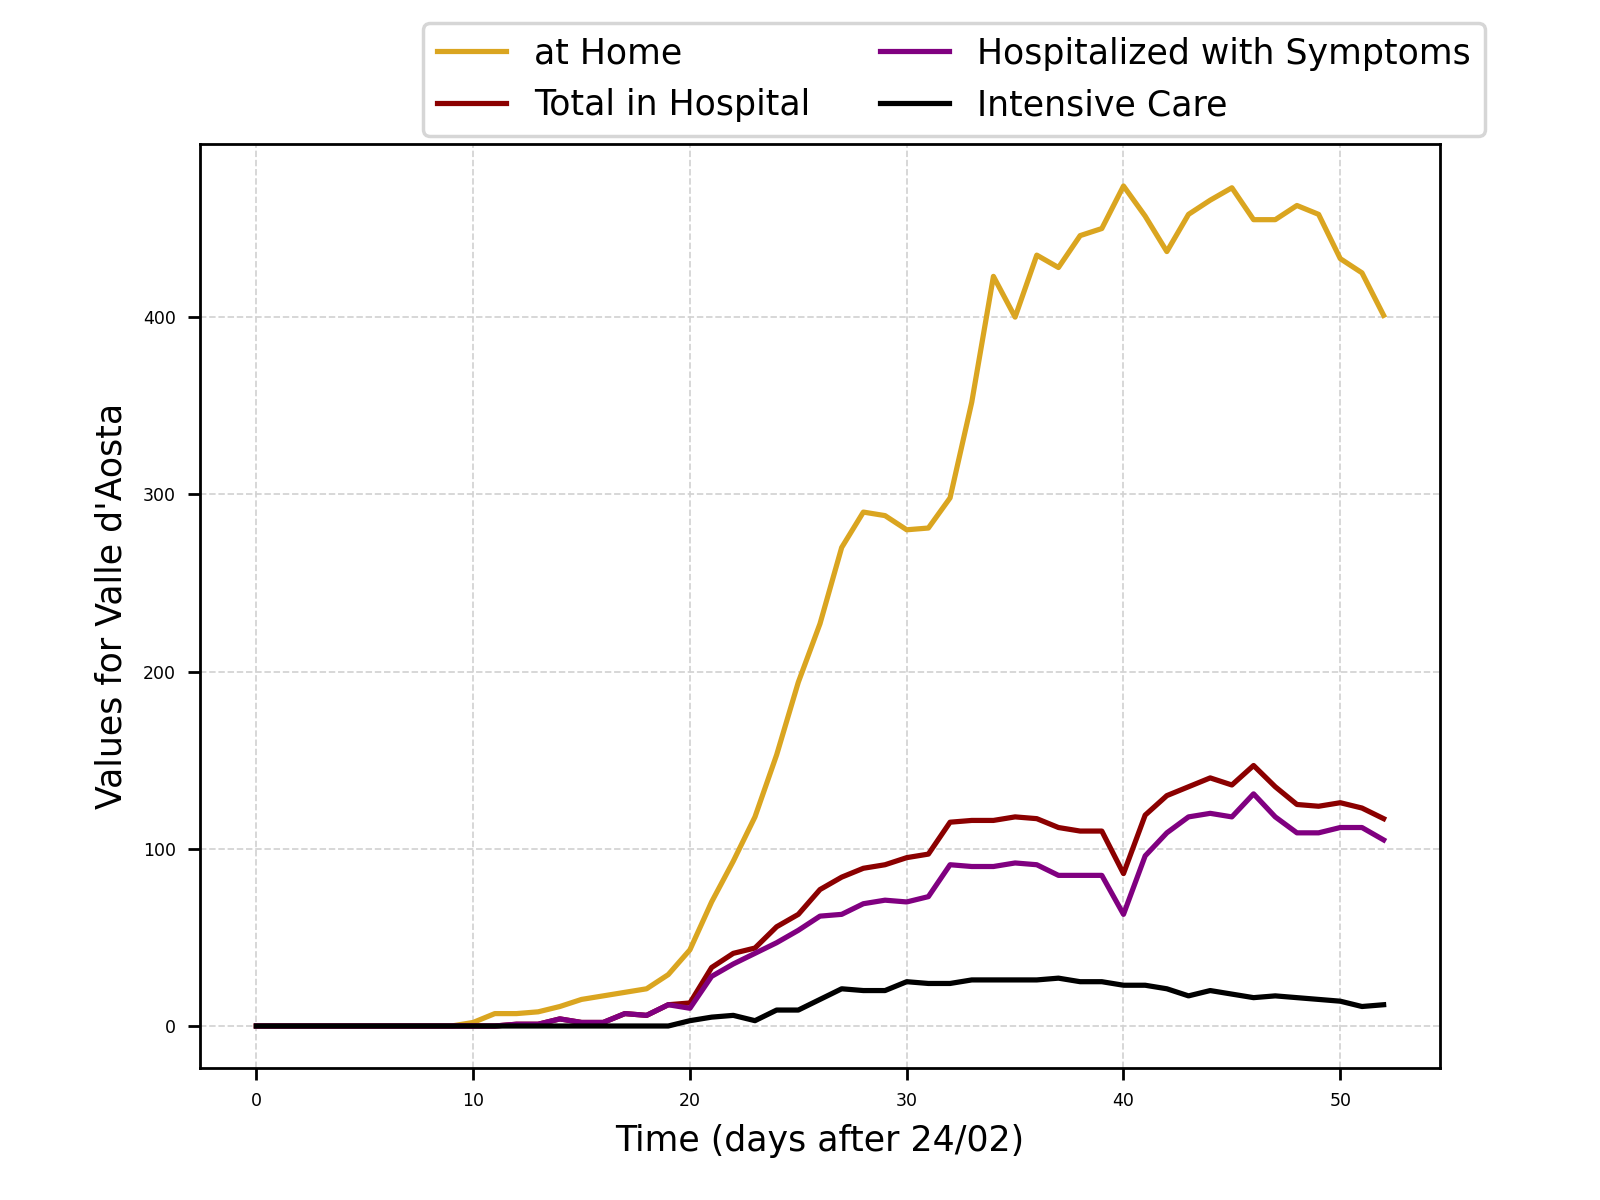 at Home
Total in Hospital
Hospitalized with Symptoms
Intensive Care
Values for Valle d'Aosta
400
300
200
100
0
0 10 20 30 40 50
Time (days after 24/02)